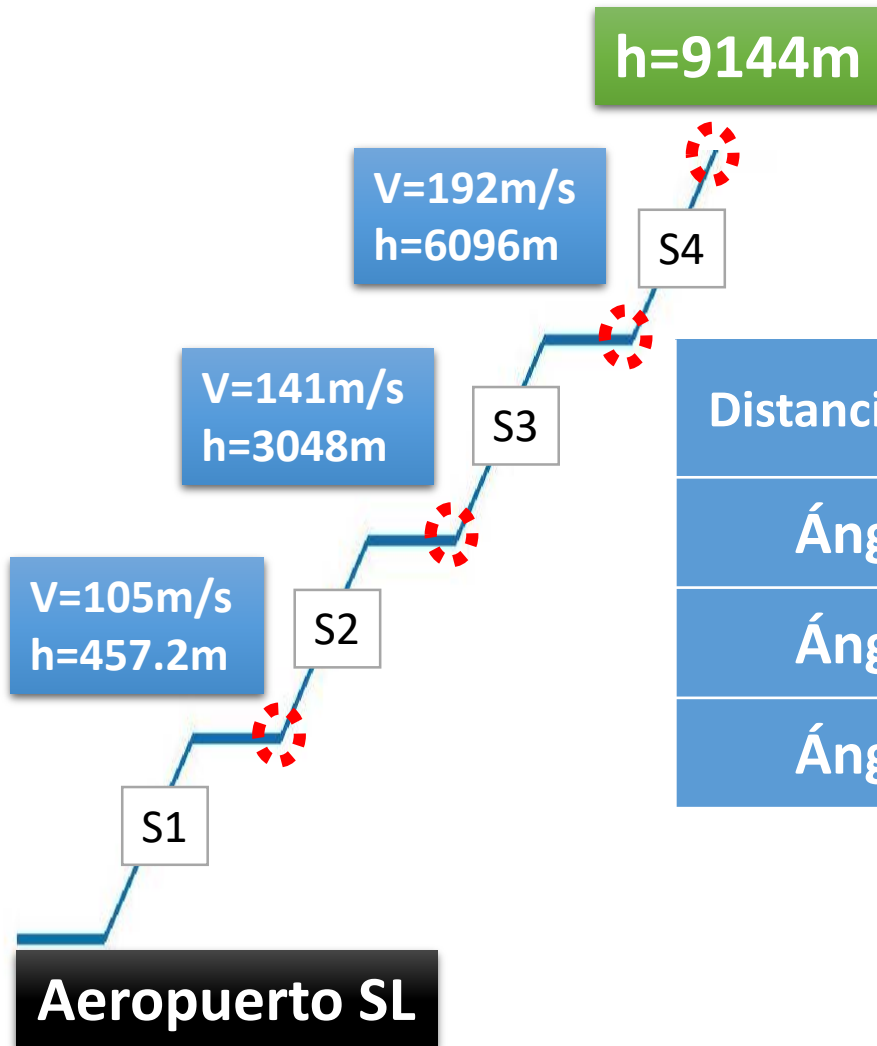 h=9144m
V=192m/s
h=6096m
S4
V=141m/s
h=3048m
S3
V=105m/s
h=457.2m
S2
S1
Aeropuerto SL